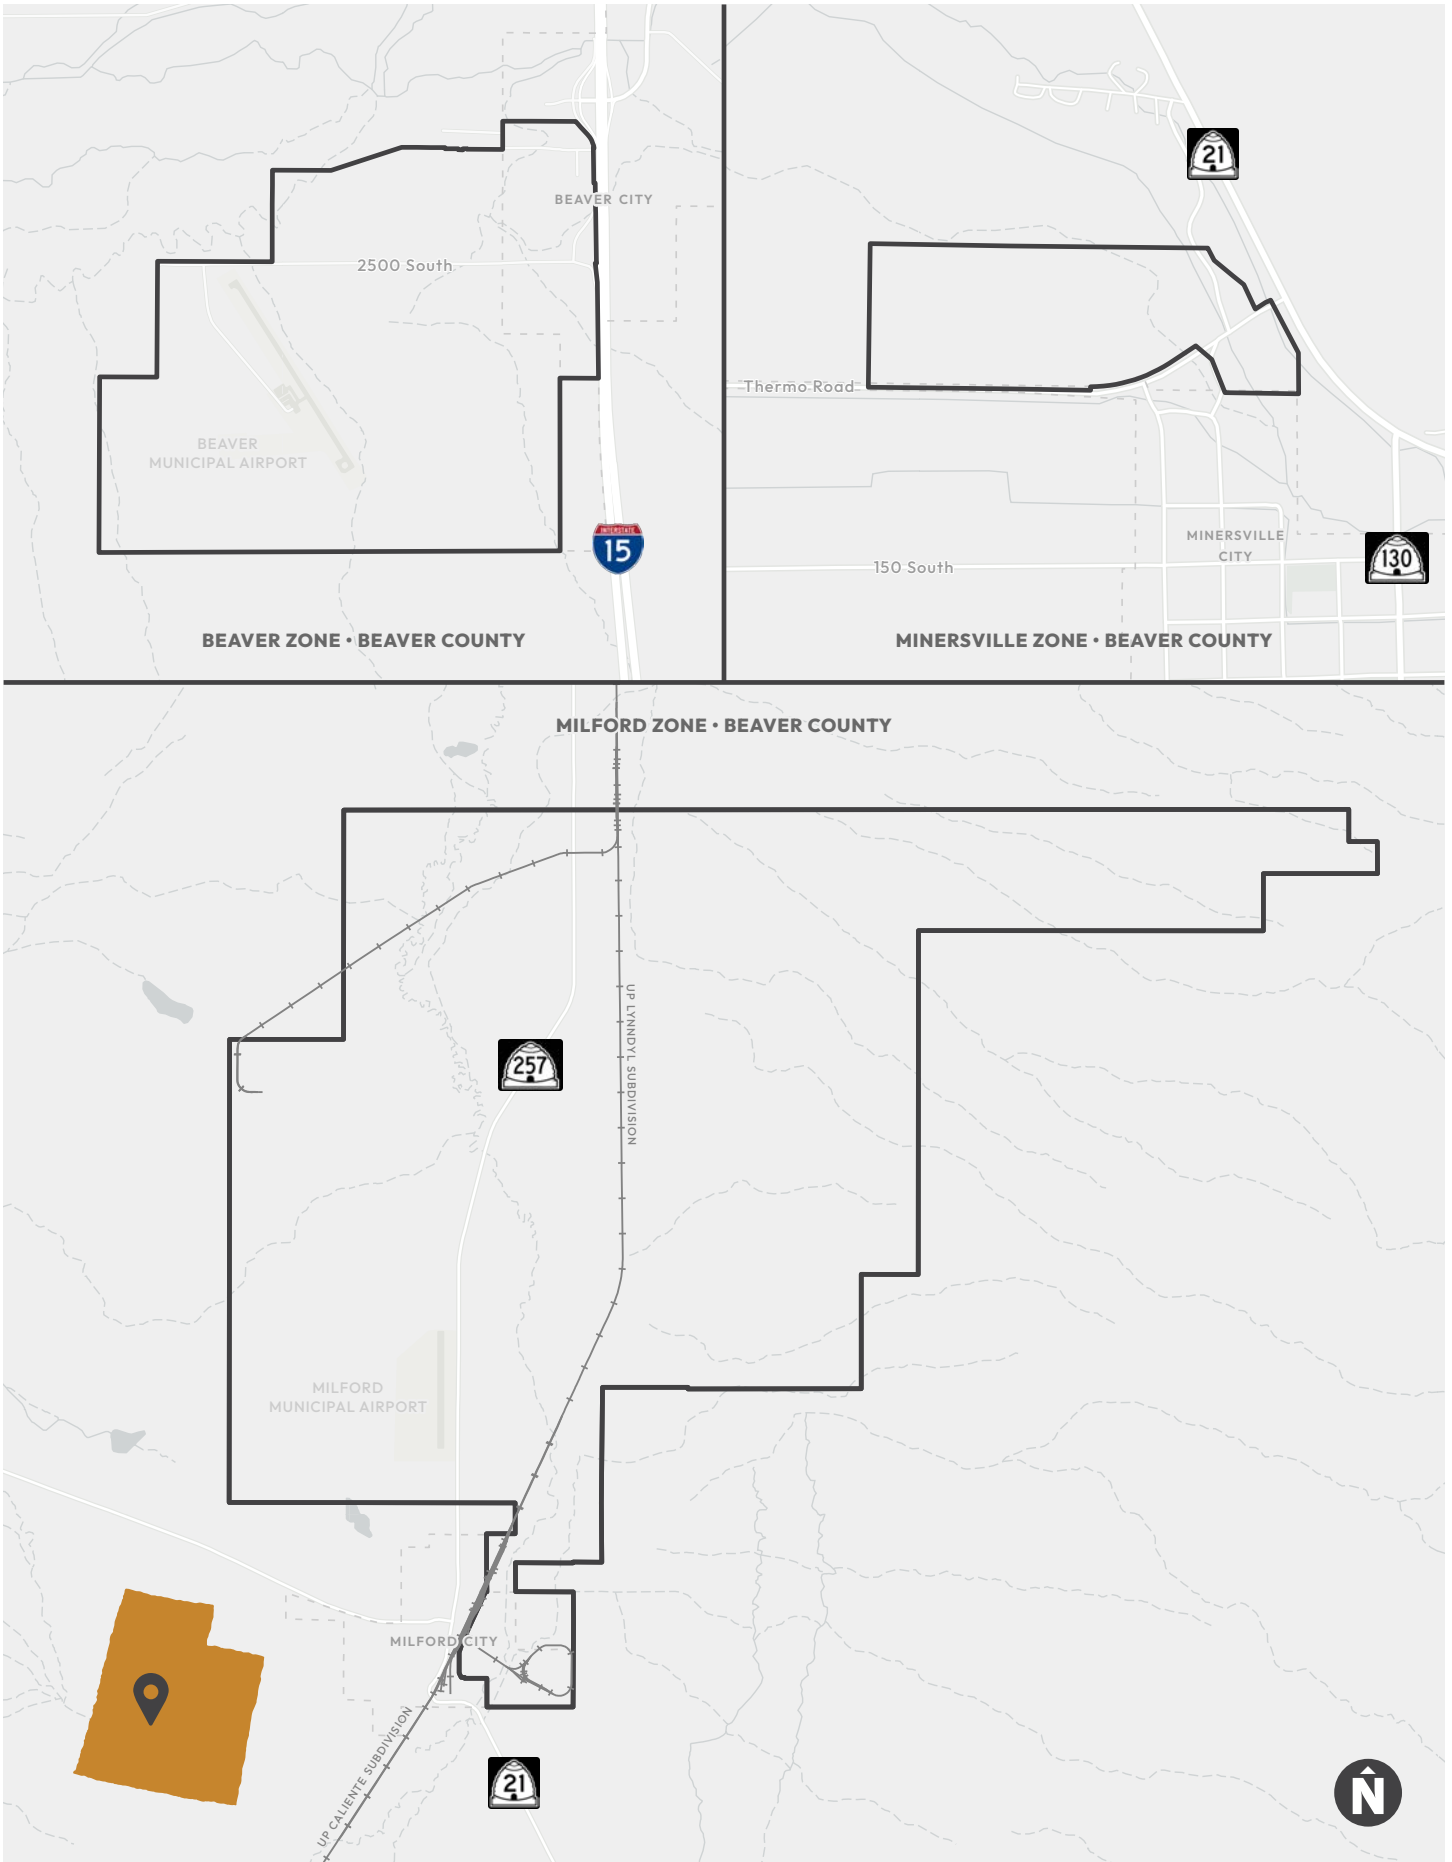 BEAVER CITY
2500 South
BEAVER
MUNICIPAL AIRPORT
INTERSTATE
15
BEAVER ZONE • BEAVER COUNTY
21
Thermo Road
MINERSVILLE
CITY
130
150 South
MINERSVILLE ZONE • BEAVER COUNTY
MILFORD ZONE • BEAVER COUNTY
UP LYNNDYL SUBDIVISION
257
MILFORD
MUNICIPAL AIRPORT
MILFORD CITY
UP CALIENTE SUBDIVISION
21
N